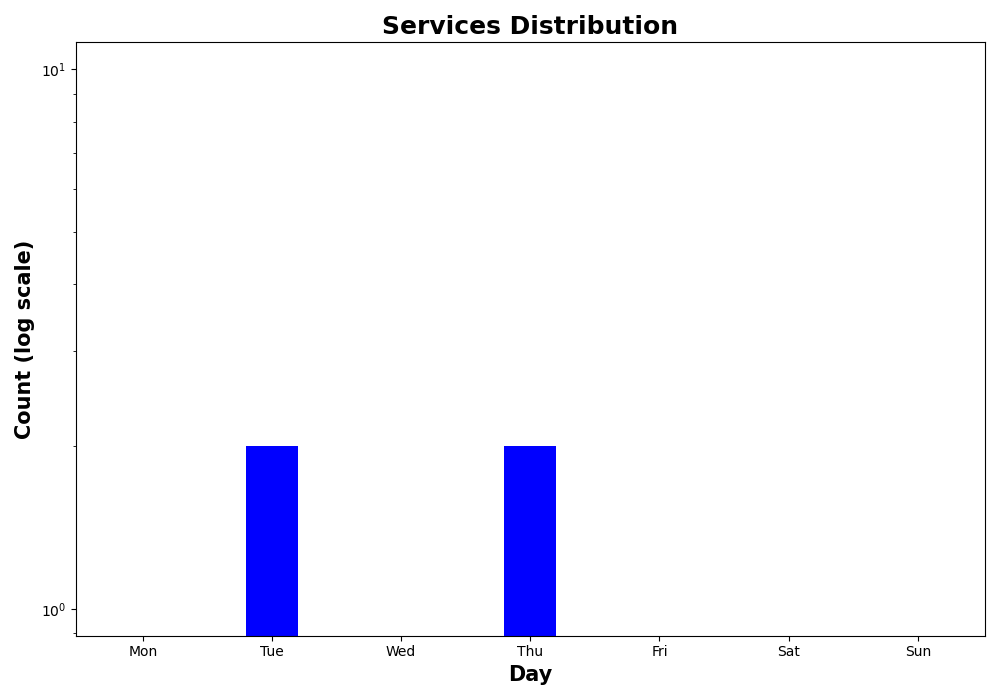 Services Distribution
10¹
Count (log scale)
10⁰
Mon Tue Wed Thu Fri Sat Sun
Day